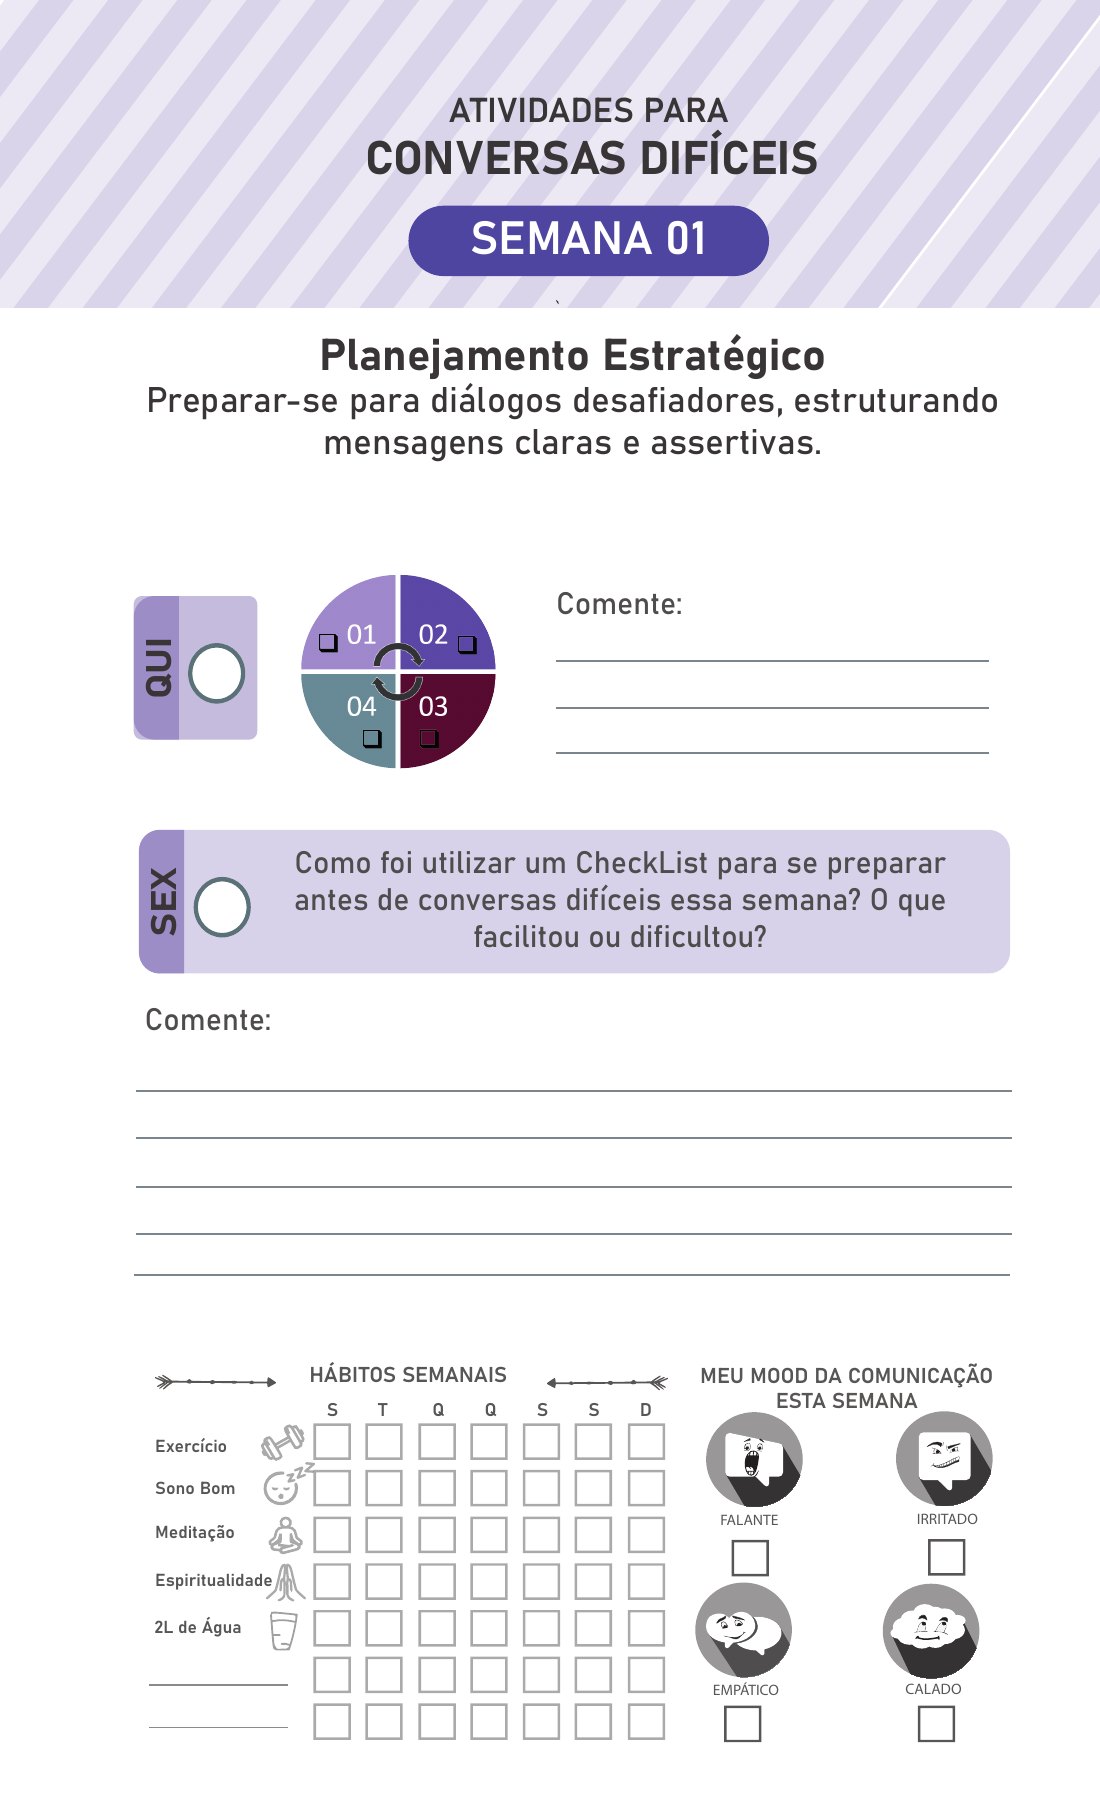 ATIVIDADES PARA
CONVERSAS DIFÍCEIS
SEMANA 01
Planejamento Estratégico
Preparar-se para diálogos desafiadores, estruturando
mensagens claras e assertivas.
QUI
01
02
04
03
Comente:
SEX
Como foi utilizar um CheckList para se preparar
antes de conversas difíceis essa semana? O que
facilitou ou dificultou?
Comente:
HÁBITOS SEMANAIS
S T Q Q S S D
Exercício
Sono Bom
zzzz
Meditação
Espiritualidade
2L de Água
MEU MOOD DA COMUNICAÇÃO
ESTA SEMANA
FALANTE
IRRITADO
EMPÁTICO
CALADO